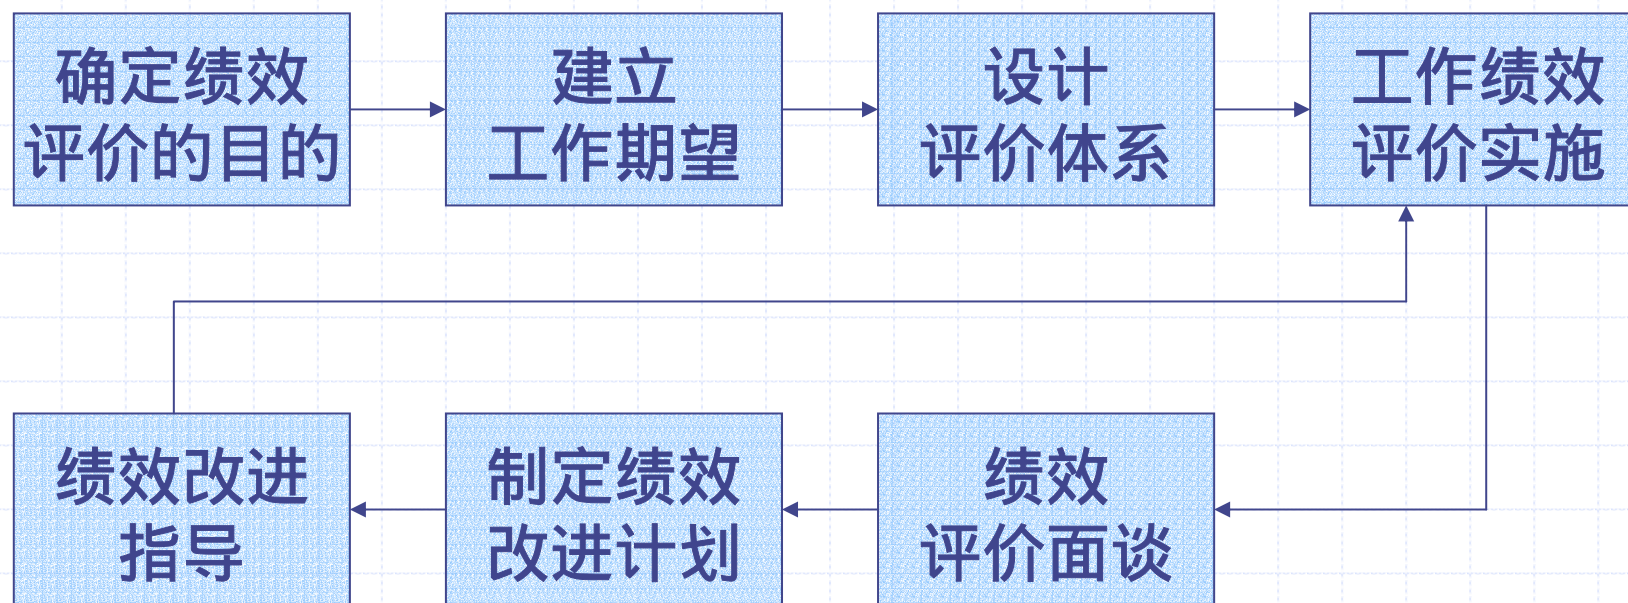 确定绩效
评价的目的
建立
工作期望
设计
评价体系
工作绩效
评价实施
绩效改进
指导
制定绩效
改进计划
绩效
评价面谈